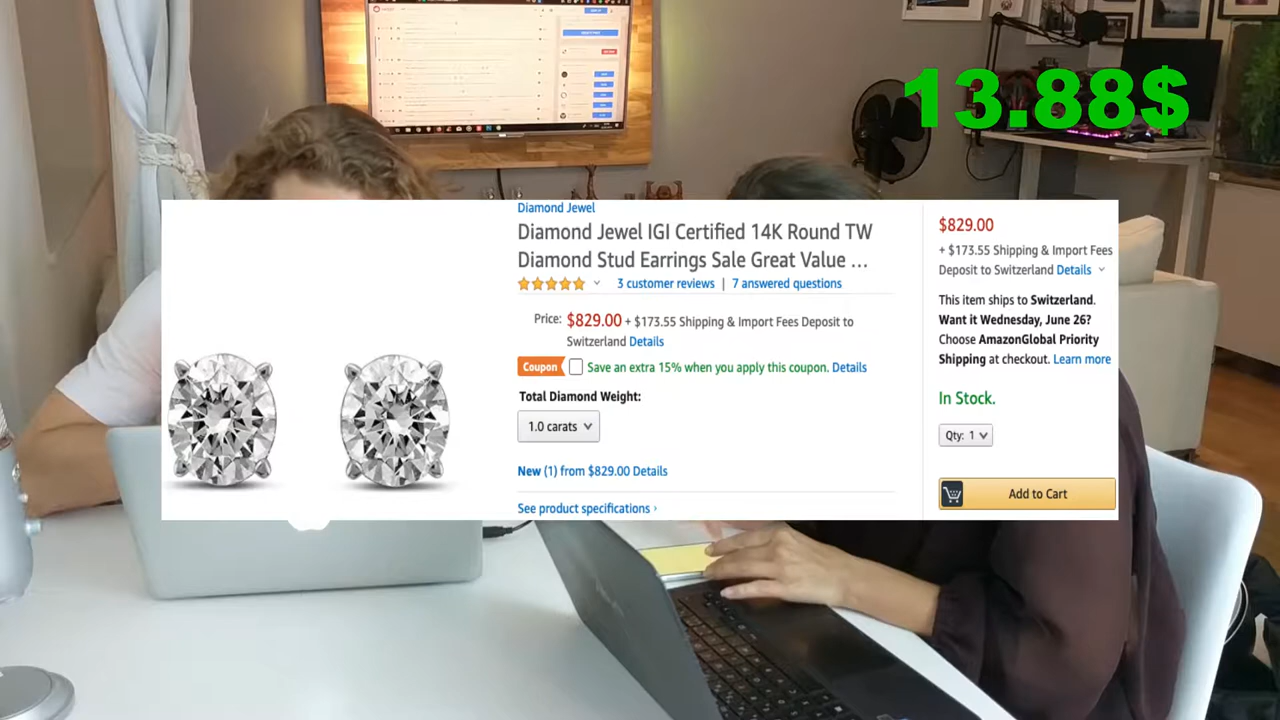 13.88$
Diamond Jewel
Diamond Jewel IGI Certified 14K Round TW
Diamond Stud Earrings Sale Great Value ...
3 customer reviews | 7 answered questions
Price: $829.00 + $173.55 Shipping & Import Fees Deposit to
Switzerland Details
Coupon Save an extra 15% when you apply this coupon. Details
Total Diamond Weight:
1.0 carats
New (1) from $829.00 Details
See product specifications ›
$829.00
+ $173.55 Shipping & Import Fees
Deposit to Switzerland Details
This item ships to Switzerland.
Want it Wednesday, June 26?
Choose AmazonGlobal Priority
Shipping at checkout. Learn more
In Stock.
Qty: 1
Add to Cart